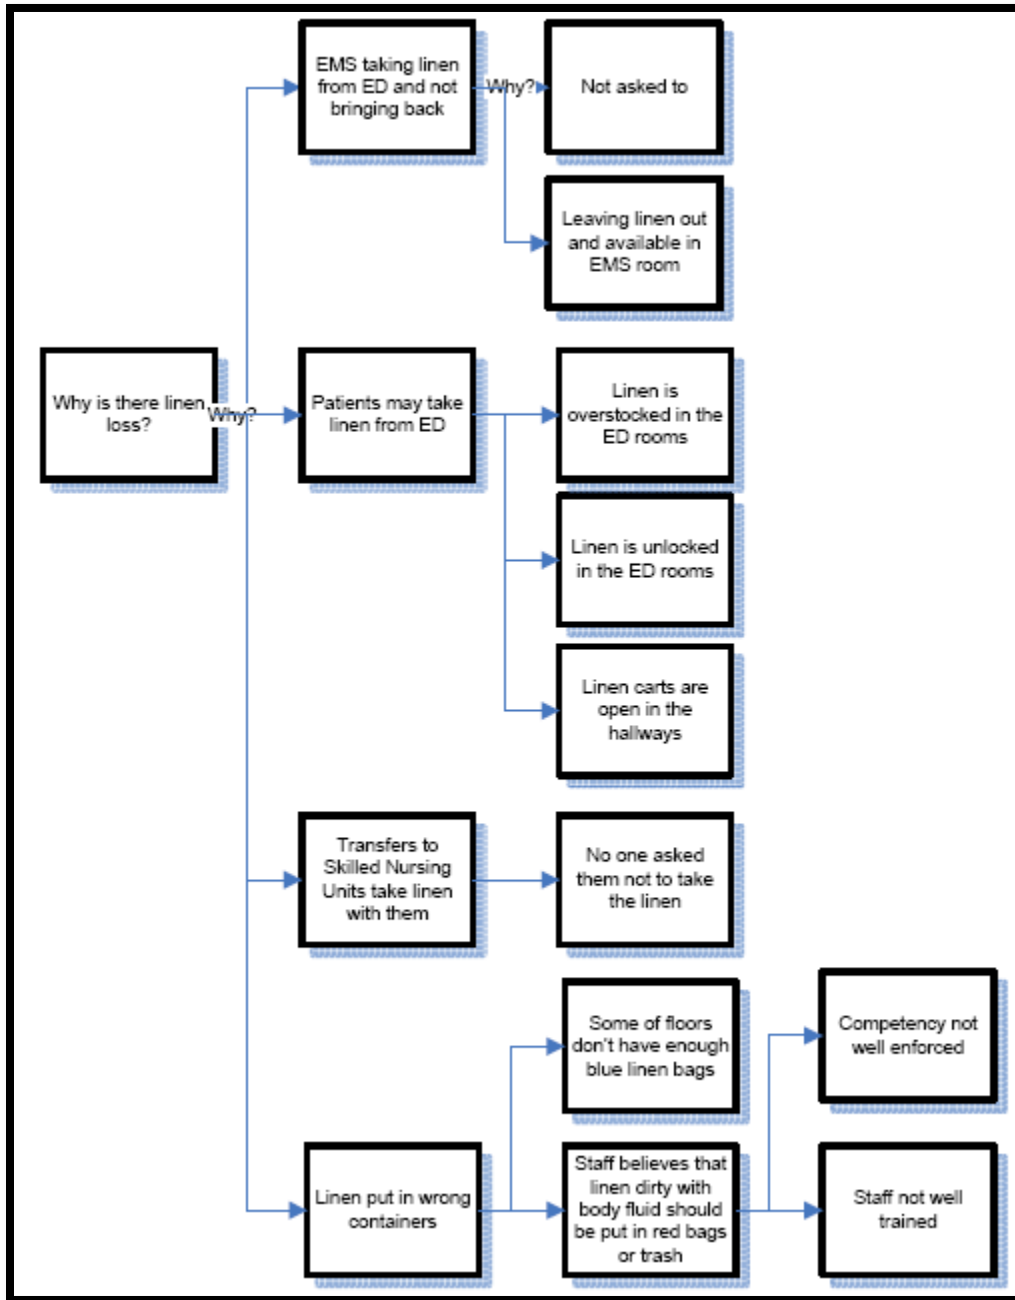 EMS taking linen
from ED and not
bringing back
Why?
Not asked to
Leaving linen out
and available in
EMS room
Why is there linen
loss?
Why?
Patients may take
linen from ED
Linen is
overstocked in the
ED rooms
Linen is unlocked
in the ED rooms
Linen carts are
open in the
hallways
Transfers to
Skilled Nursing
Units take linen
with them
No one asked
them not to take
the linen
Some of floors
don't have enough
blue linen bags
Competency not
well enforced
Linen put in wrong
containers
Staff believes that
linen dirty with
body fluid should
be put in red bags
or trash
Staff not well
trained